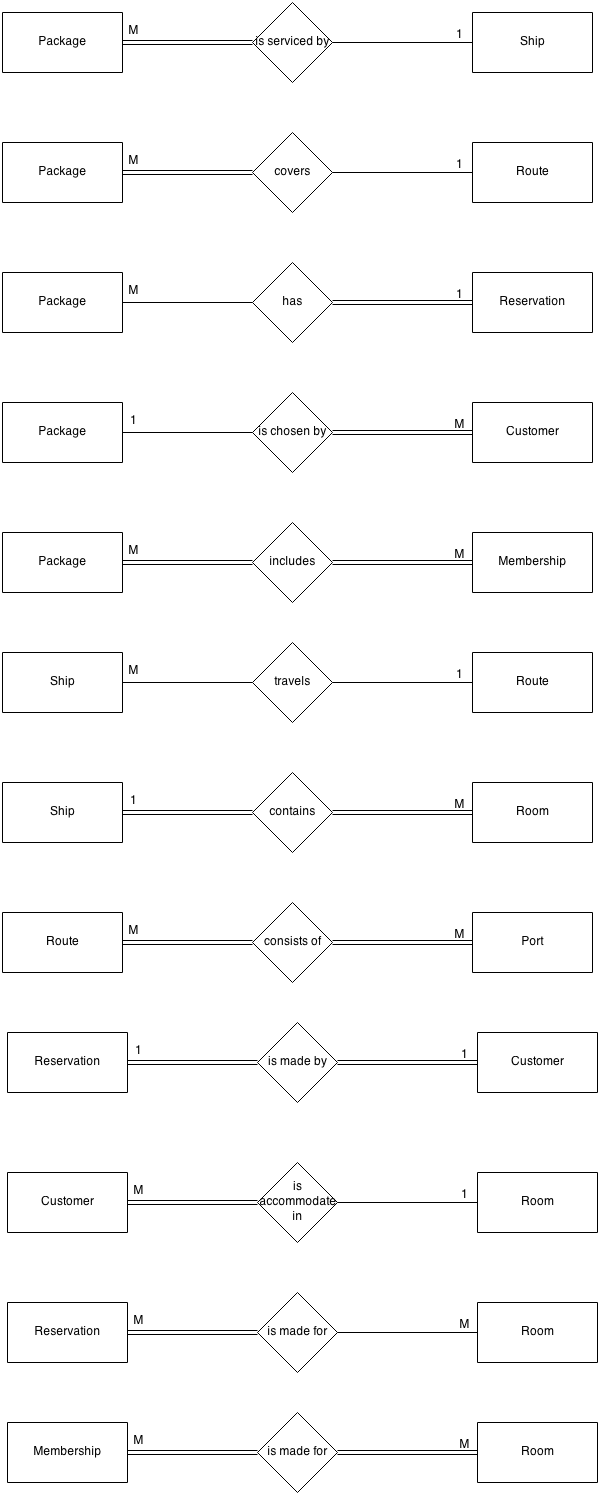 Package M is serviced by 1 Ship
Package M covers 1 Route
Package M has 1 Reservation
Package 1 is chosen by M Customer
Package M includes M Membership
Ship M travels 1 Route
Ship 1 contains M Room
Route M consists of M Port
Reservation 1 is made by 1 Customer
Customer M is
accommodate 1 Room
in
Reservation M is made for M Room
Membership M is made for M Room